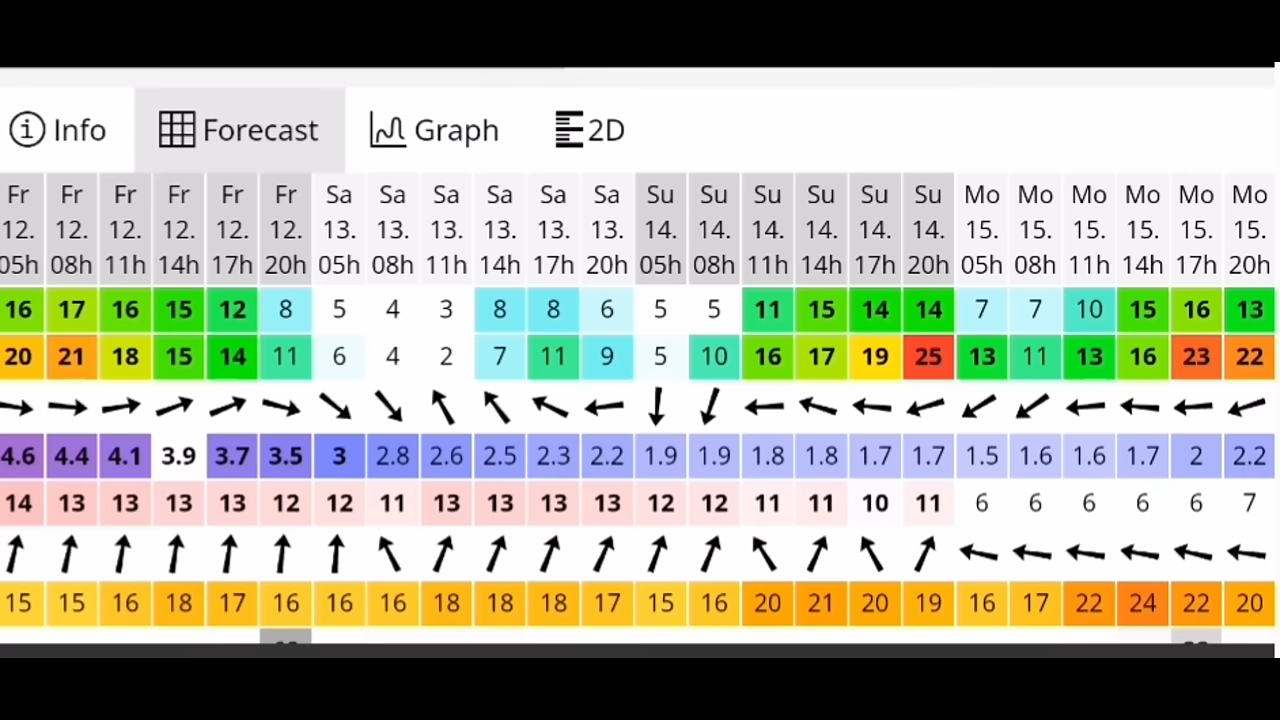 Info Forecast Graph 2D
Fr Fr Fr Fr Fr Fr Sa Sa Sa Sa Sa Sa Su Su Su Su Su Su Mo Mo Mo Mo Mo Mo
12. 12. 12. 12. 12. 12. 13. 13. 13. 13. 13. 13. 14. 14. 14. 14. 14. 14. 15. 15. 15. 15. 15. 15.
05h 08h 11h 14h 17h 20h 05h 08h 11h 14h 17h 20h 05h 08h 11h 14h 17h 20h 05h 08h 11h 14h 17h 20h
16 17 16 15 12 8 5 4 3 8 8 6 5 5 11 15 14 14 7 7 10 15 16 13
20 21 18 15 14 11 6 4 2 7 11 9 5 10 16 17 19 25 13 11 13 16 23 22
4.6 4.4 4.1 3.9 3.7 3.5 3 2.8 2.6 2.5 2.3 2.2 1.9 1.9 1.8 1.8 1.7 1.7 1.5 1.6 1.6 1.7 2 2.2
14 13 13 13 13 12 12 11 13 13 13 13 12 12 11 11 10 11 6 6 6 6 6 7
15 15 16 18 17 16 16 16 18 18 18 17 15 16 20 21 20 19 16 17 22 24 22 20